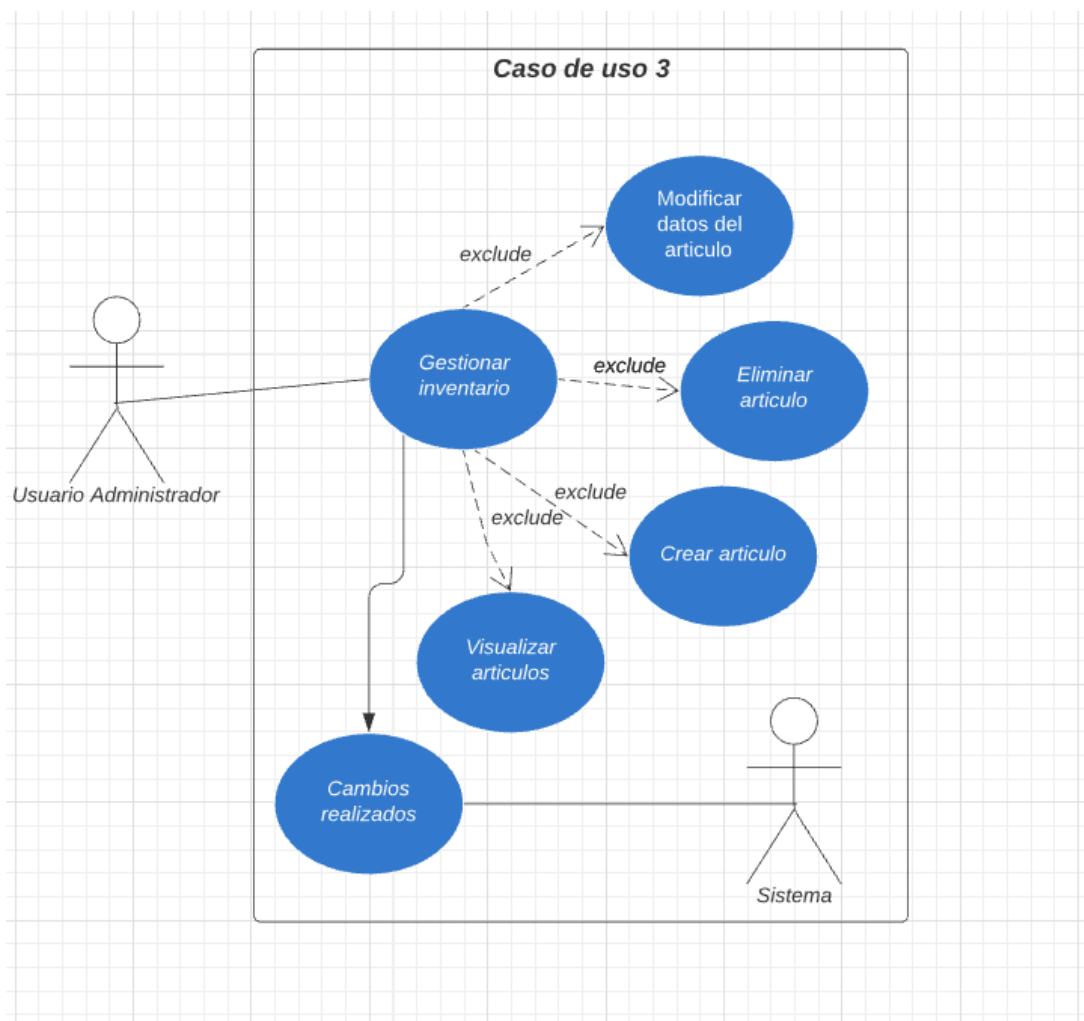 Caso de uso 3
Modificar
datos del
articulo
exclude
Gestionar
inventario
exclude
Eliminar
articulo
Usuario Administrador
exclude
exclude
Crear articulo
Visualizar
articulos
Cambios
realizados
Sistema